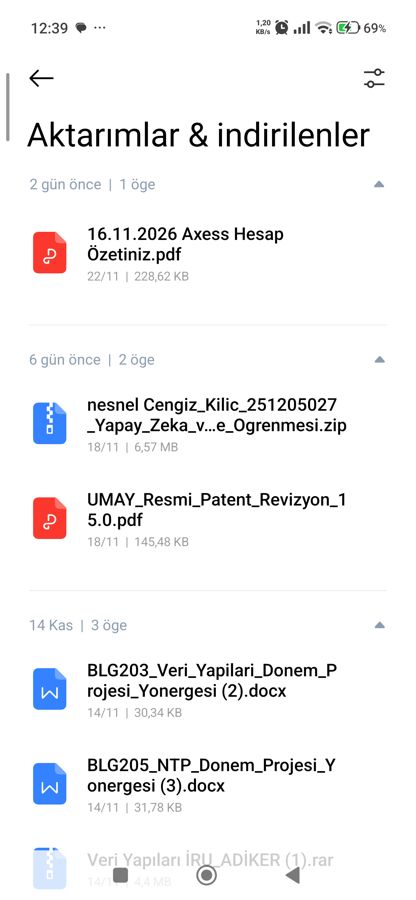 12:39
1,20
KB/s
69%
Aktarımlar & indirilenler
2 gün önce | 1 öge
16.11.2026 Axess Hesap
Özetiniz.pdf
22/11 | 228,62 KB
6 gün önce | 2 öge
nesnel Cengiz_Kilic_251205027
_Yapay_Zeka_v...e_Ogrenmesi.zip
18/11 | 6,57 MB
UMAY_Resmi_Patent_Revizyon_1
5.0.pdf
18/11 | 145,48 KB
14 Kas | 3 öge
BLG203_Veri_Yapilari_Donem_P
rojesi_Yonergesi (2).docx
14/11 | 30,34 KB
BLG205_NTP_Donem_Projesi_Y
onergesi (3).docx
14/11 | 31,78 KB
Veri Yapıları İRU_ADİKER (1).rar
4,4 MB